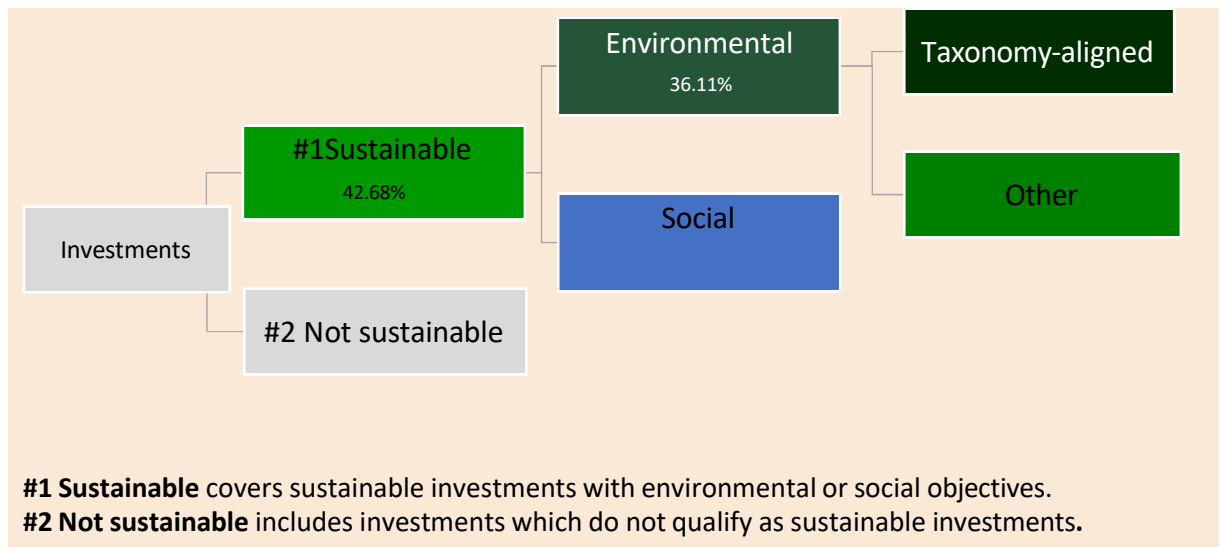 Investments
#1Sustainable
42.68%
#2 Not sustainable
Environmental
36.11%
Social
Taxonomy-aligned
Other
#1 Sustainable covers sustainable investments with environmental or social objectives.
#2 Not sustainable includes investments which do not qualify as sustainable investments.